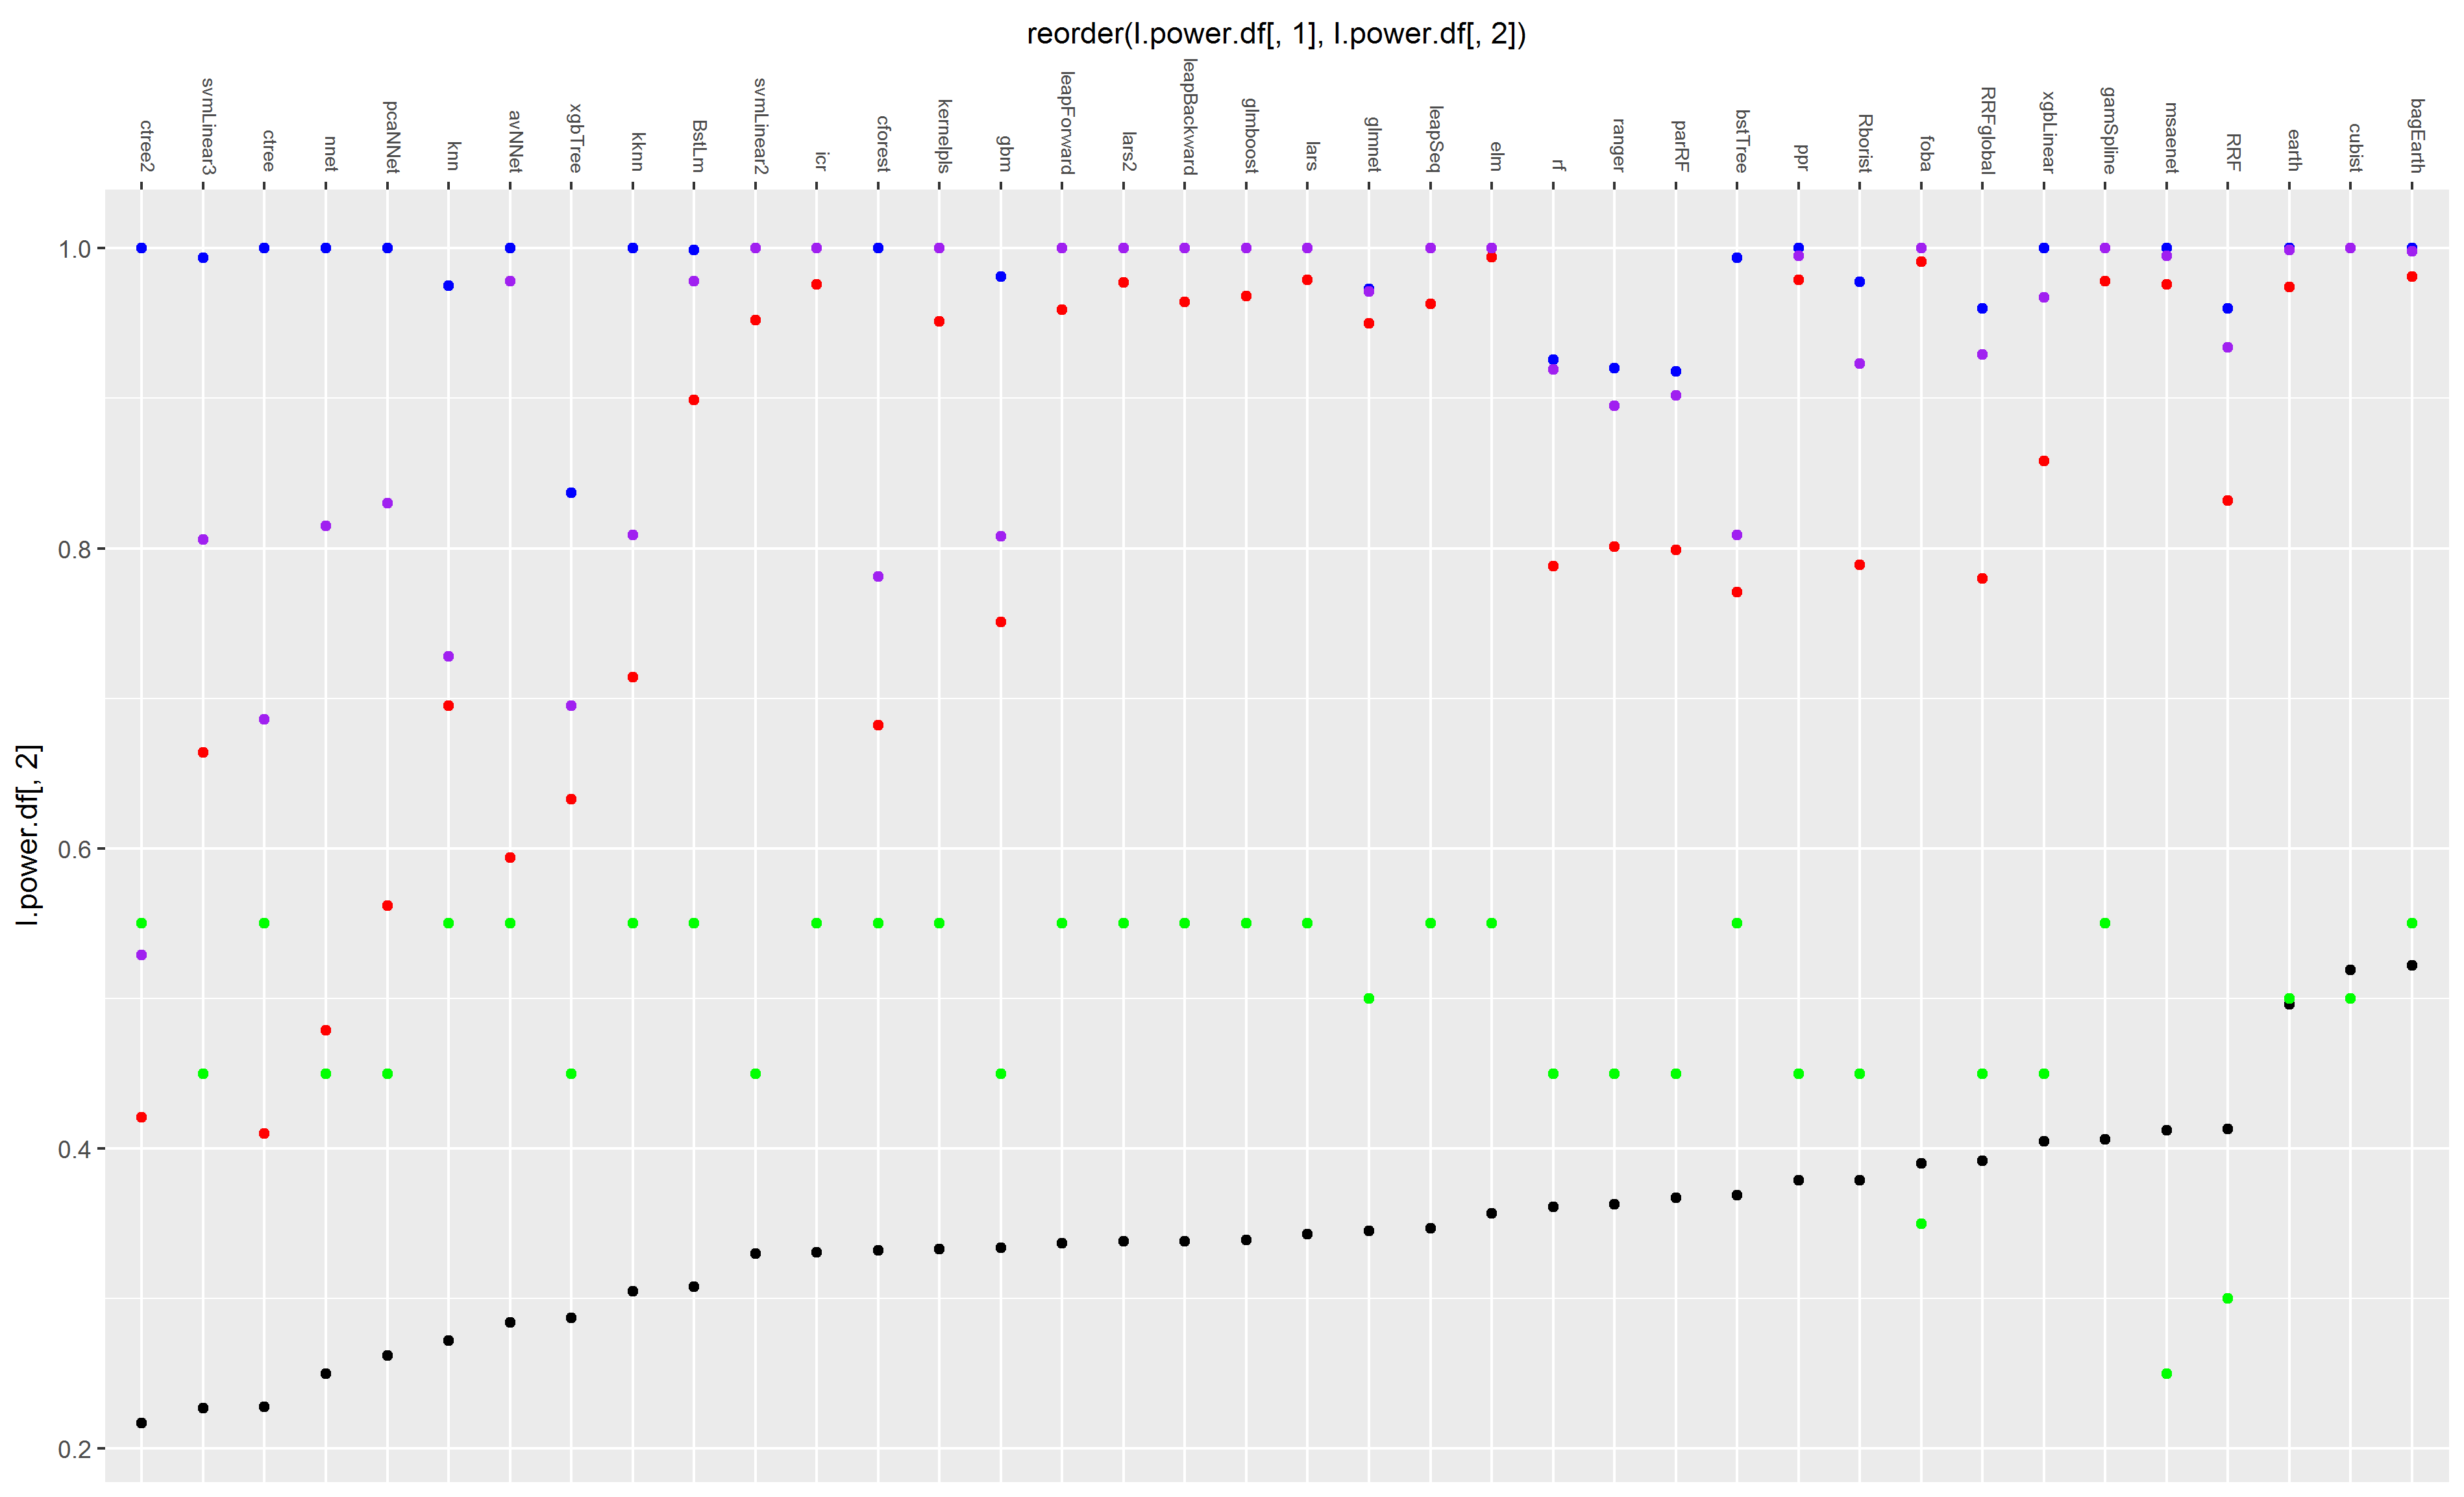 reorder(l.power.df[, 1], l.power.df[, 2])
ctree2
svmLinear3
ctree
nnet
pcaNNet
knn
avNNet
xgbTree
kknn
BstLm
svmLinear2
icr
cforest
kernelpls
gbm
leapForward
lars2
leapBackward
glmboost
lars
glmnet
leapSeq
elm
rf
ranger
parRF
bstTree
ppr
Rborist
foba
RRFglobal
xgbLinear
gamSpline
msaenet
RRF
earth
cubist
bagEarth
1.0
0.8
0.6
0.4
0.2
l.power.df[, 2]